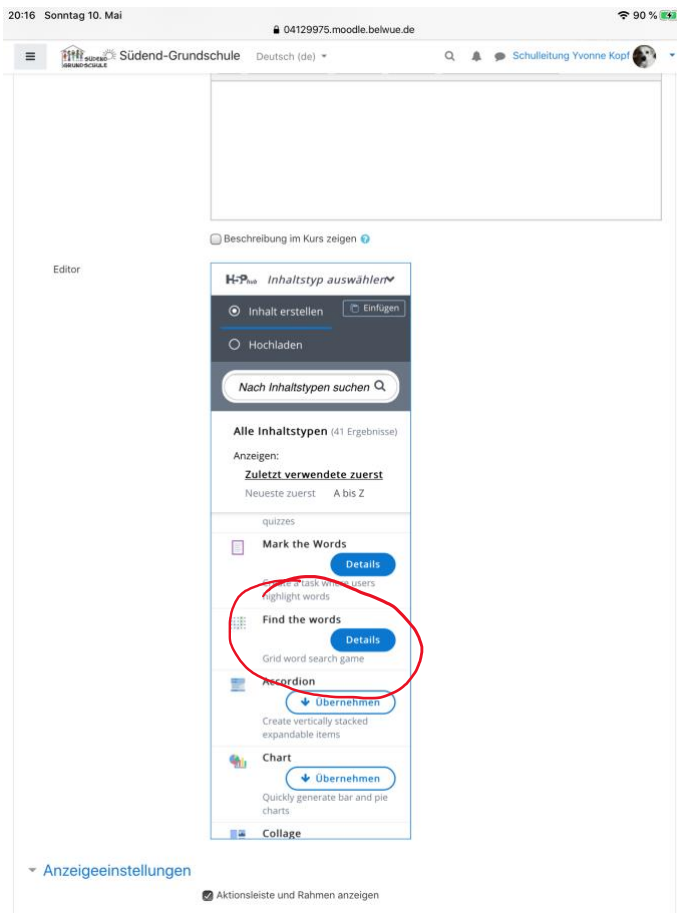 20:16 Sonntag 10. Mai
90 %
04129975.moodle.belwue.de
SÜDEND
GRUNDSCHULE
Südend-Grundschule Deutsch (de)
Schulleitung Yvonne Kopf
Beschreibung im Kurs zeigen
Editor
H5P hub Inhaltstyp auswählen
Inhalt erstellen
Einfügen
Hochladen
Nach Inhaltstypen suchen
Alle Inhaltstypen (41 Ergebnisse)
Anzeigen:
Zuletzt verwendete zuerst
Neueste zuerst A bis Z
quizzes
Mark the Words
Details
Create a task where users
highlight words
Find the words
Details
Grid word search game
Accordion
Übernehmen
Create vertically stacked
expandable items
Chart
Übernehmen
Quickly generate bar and pie
charts
Collage
Anzeigeeinstellungen
Aktionsleiste und Rahmen anzeigen